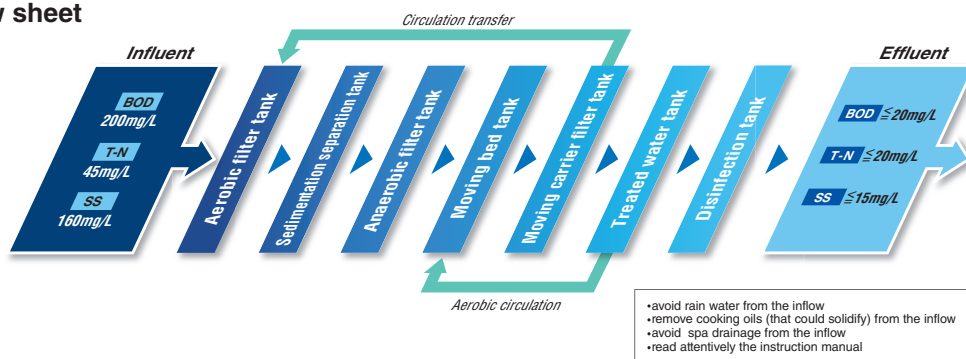 sheet
Circulation transfer
Influent
Effluent
BOD
200mg/L
T-N
45mg/L
SS
160mg/L
Aerobic filter tank
Sedimentation separation tank
Anaerobic filter tank
Moving bed tank
Moving carrier filter tank
Treated water tank
Disinfection tank
BOD ≦20mg/L
T-N ≦20mg/L
SS ≦15mg/L
Aerobic circulation
•avoid rain water from the inflow
•remove cooking oils (that could solidify) from the inflow
•avoid spa drainage from the inflow
•read attentively the instruction manual